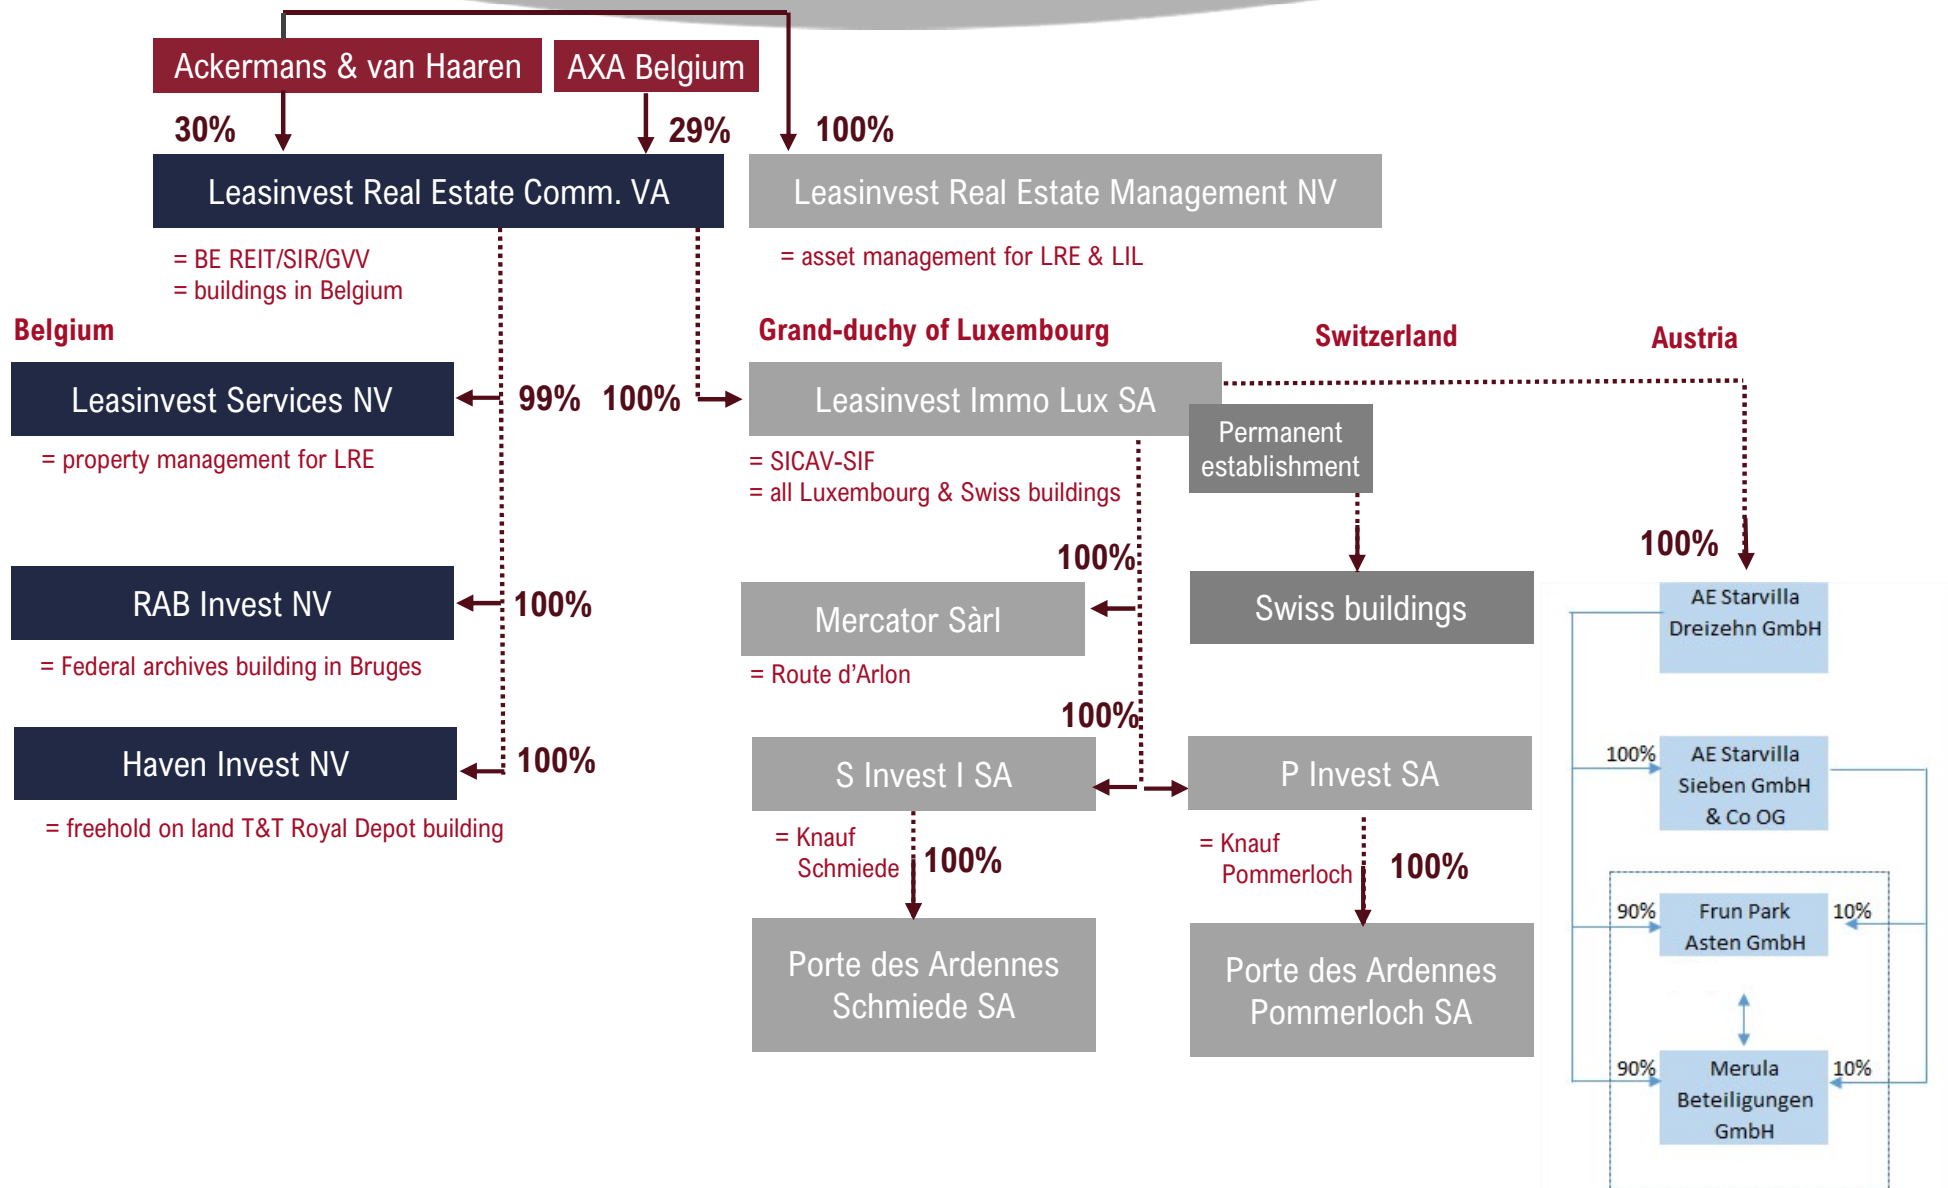 Ackermans & van Haaren
AXA Belgium
30%
29%
100%
Leasinvest Real Estate Comm. VA
Leasinvest Real Estate Management NV
= BE REIT/SIR/GVV
= buildings in Belgium
= asset management for LRE & LIL
Belgium
Grand-duchy of Luxembourg
Switzerland
Austria
Leasinvest Services NV
99%
100%
Leasinvest Immo Lux SA
Permanent
establishment
= property management for LRE
= SICAV-SIF
= all Luxembourg & Swiss buildings
100%
100%
RAB Invest NV
100%
Mercator Sàrl
Swiss buildings
AE Starvilla
Dreizehn GmbH
= Federal archives building in Bruges
= Route d'Arlon
100%
Haven Invest NV
100%
S Invest I SA
P Invest SA
100%
AE Starvilla
Sieben GmbH
& Co OG
= freehold on land T&T Royal Depot building
= Knauf
Schmiede
100%
= Knauf
Pommerloch
100%
90%
Frun Park
Asten GmbH
10%
Porte des Ardennes
Schmiede SA
Porte des Ardennes
Pommerloch SA
90%
Merula
Beteiligungen
GmbH
10%